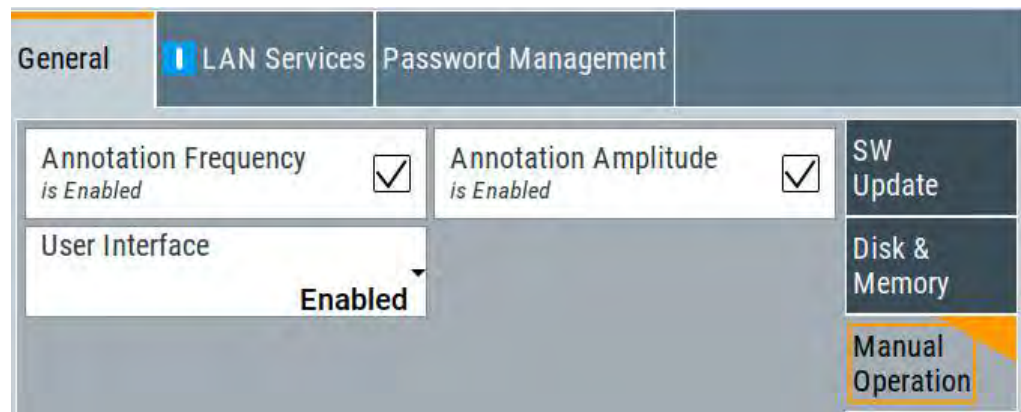 General
LAN Services
Password Management
Annotation Frequency
is Enabled
Annotation Amplitude
is Enabled
SW
Update
User Interface
Enabled
Disk &
Memory
Manual
Operation